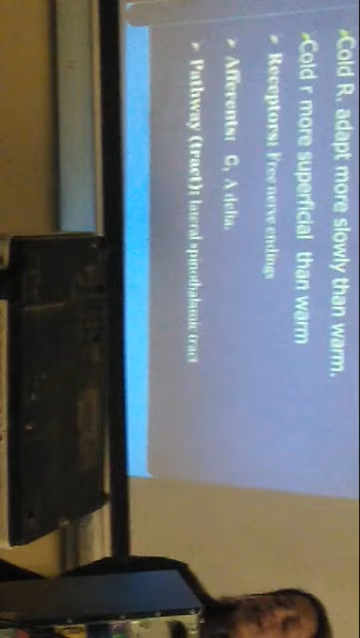 Cold R. adapt more slowly than warm.
Cold r more superficial than warm
Receptors: Free nerve endings
Afferents: C, A delta.
Pathway (tract): lateral spinothalamic tract